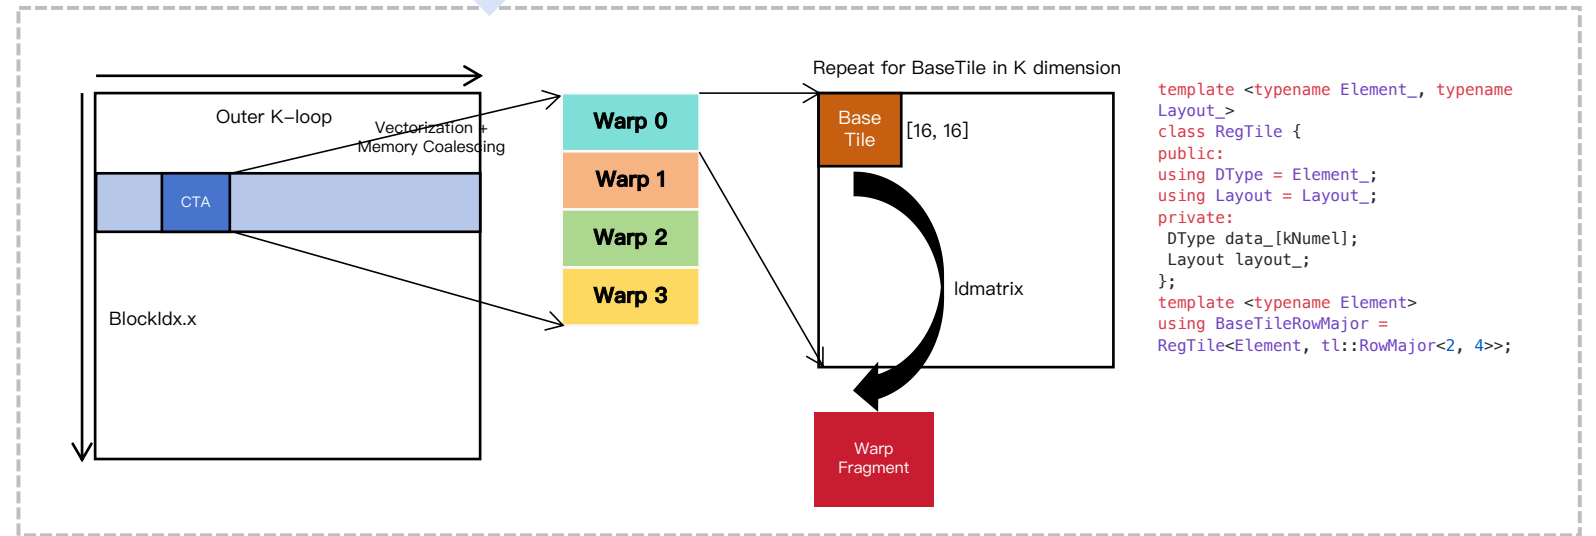 Outer K-loop
Vectorization +
Memory Coalescing
CTA
BlockIdx.x
Warp 0
Warp 1
Warp 2
Warp 3
Repeat for BaseTile in K dimension
Base
Tile
[16, 16]
ldmatrix
Warp
Fragment
template <typename Element_, typename
Layout_>
class RegTile {
public:
using DType = Element_;
using Layout = Layout_;
private:
 DType data_[kNumel];
 Layout layout_;
};
template <typename Element>
using BaseTileRowMajor =
RegTile<Element, tl::RowMajor<2, 4>>;